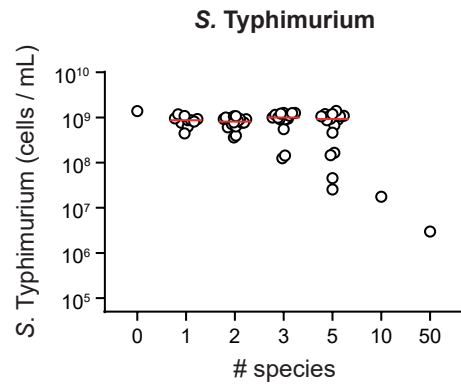 S. Typhimurium
S. Typhimurium (cells / mL)
10¹⁰
10⁹
10⁸
10⁷
10⁶
10⁵
0 1 2 3 5 10 50
# species